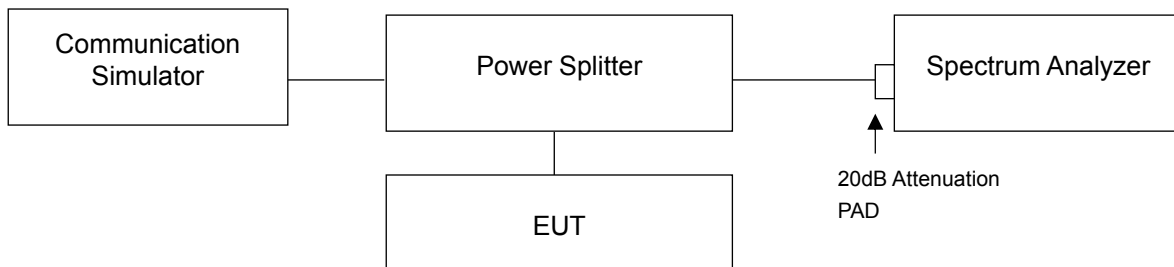 Communication
Simulator
Power Splitter
Spectrum Analyzer
20dB Attenuation
PAD
EUT